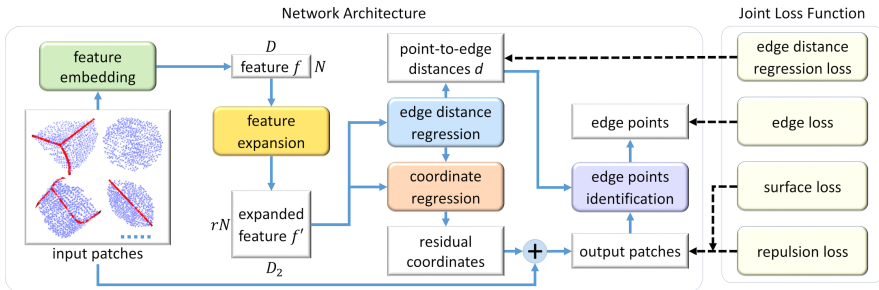 Network Architecture
Joint Loss Function
feature
embedding
D
feature f
N
feature
expansion
rN
expanded
feature f′
D₂
input patches
point-to-edge
distances d
edge distance
regression
coordinate
regression
residual
coordinates
+
edge points
edge points
identification
output patches
edge distance
regression loss
edge loss
surface loss
repulsion loss